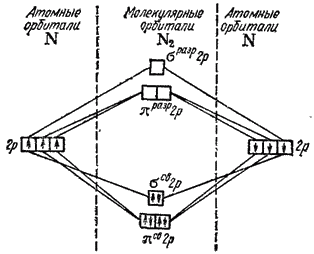 Атомные
орбитали
N
Молекулярные
орбитали
N₂
Атомные
орбитали
N
σразр2p
πразр2p
2p
2p
σсв2p
πсв2p